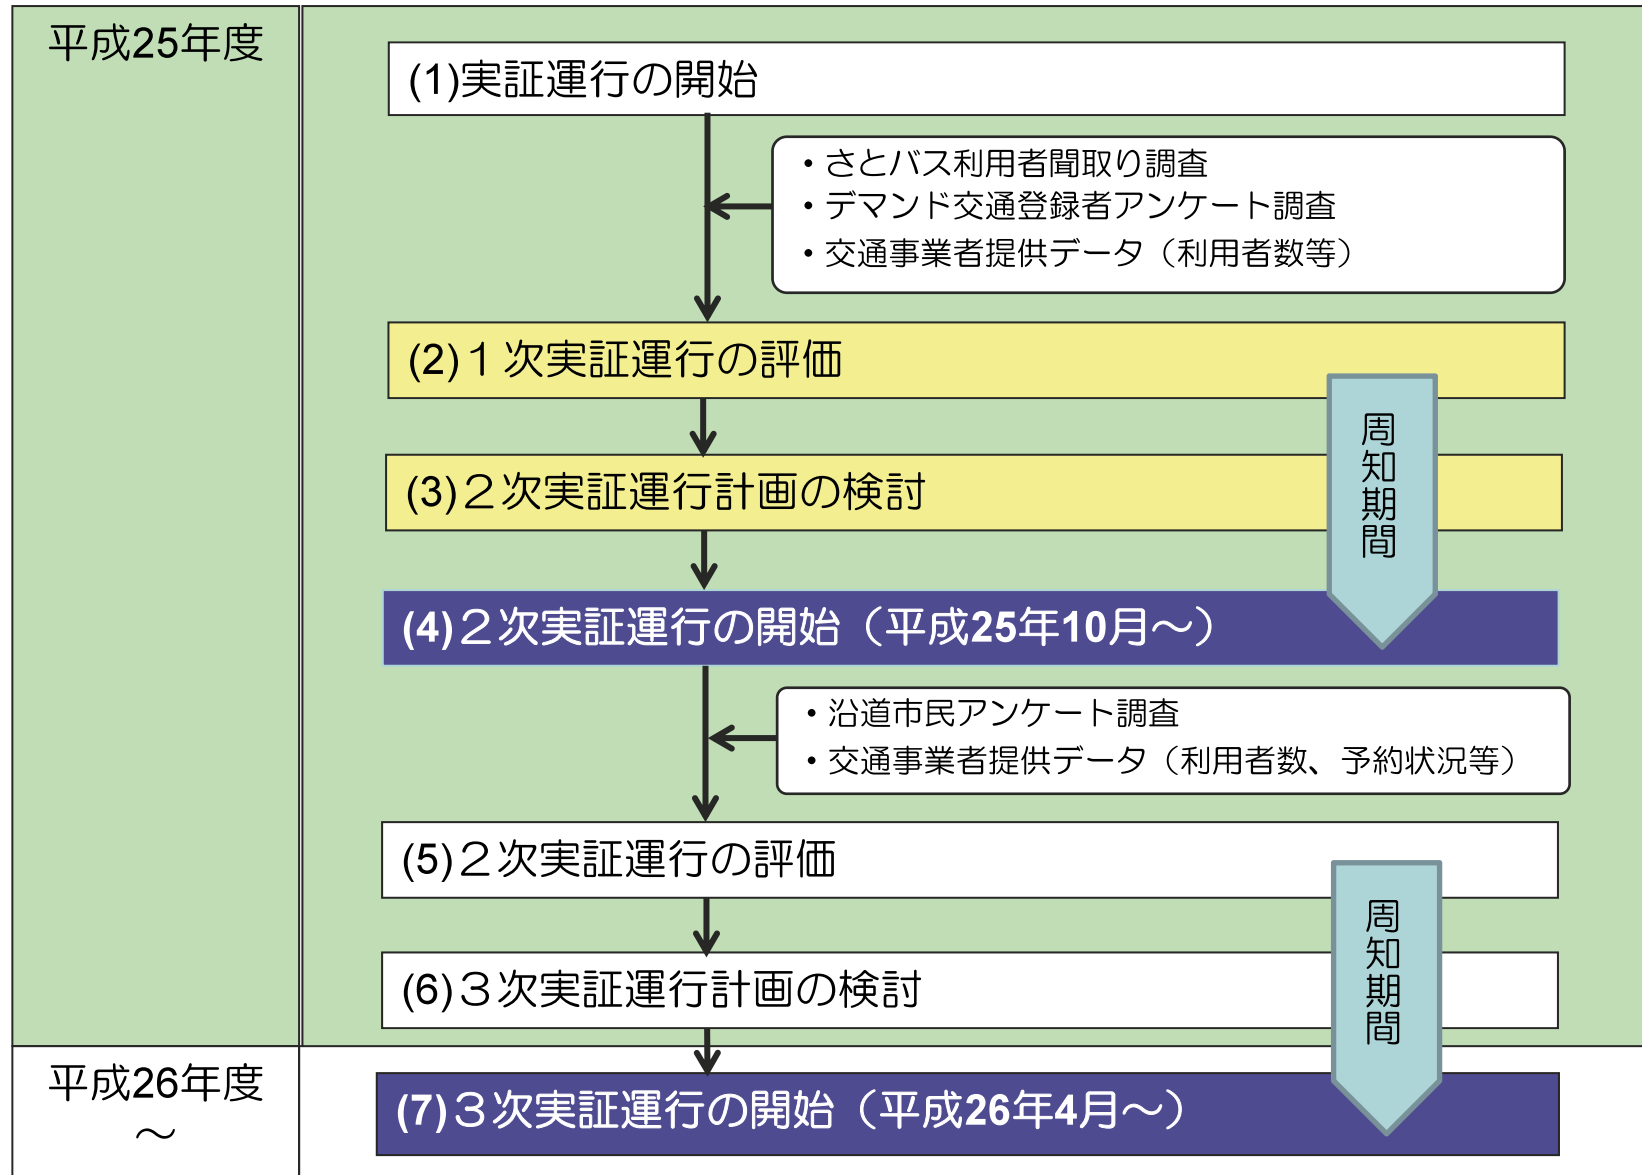 平成25年度
(1)実証運行の開始
・さとバス利用者聞取り調査
・デマンド交通登録者アンケート調査
・交通事業者提供データ（利用者数等）
(2)１次実証運行の評価
(3)２次実証運行計画の検討
周知期間
(4)２次実証運行の開始（平成25年10月～）
・沿道市民アンケート調査
・交通事業者提供データ（利用者数、予約状況等）
(5)２次実証運行の評価
(6)３次実証運行計画の検討
周知期間
平成26年度
～
(7)３次実証運行の開始（平成26年4月～）